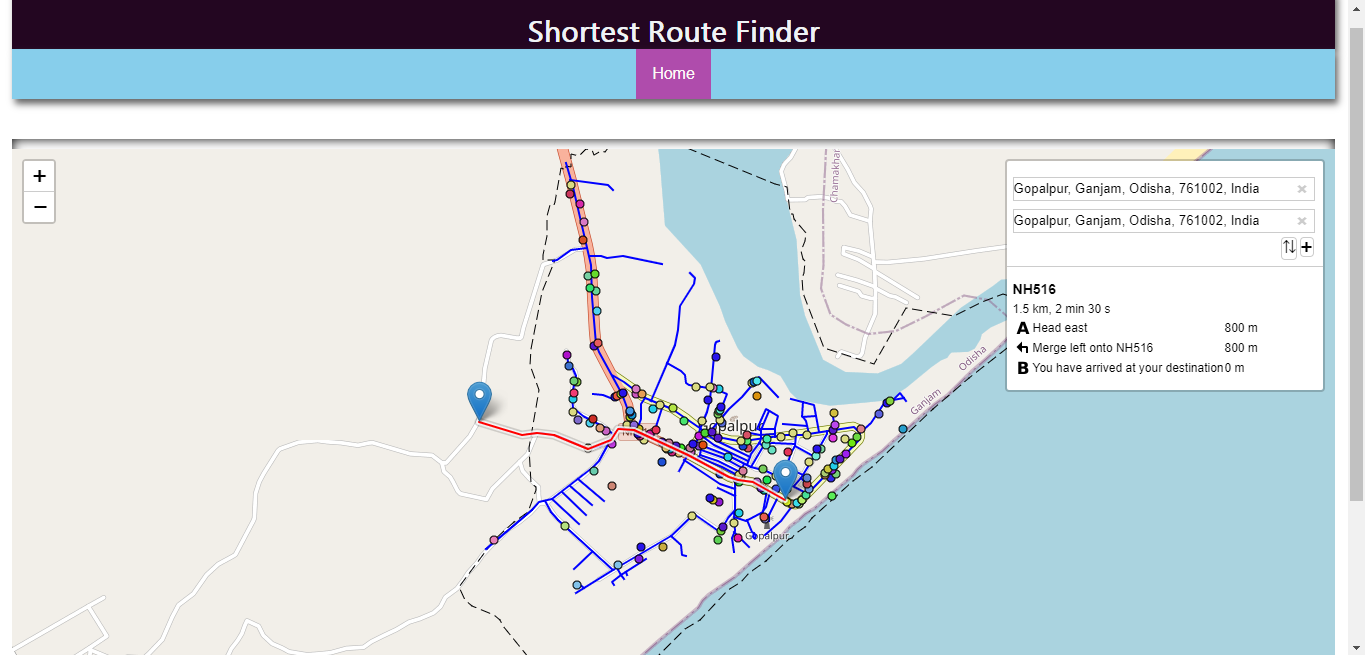 Shortest Route Finder
Home
+
−
Gopalpur, Ganjam, Odisha, 761002, India ×
Gopalpur, Ganjam, Odisha, 761002, India ×
+
NH516
1.5 km, 2 min 30 s
A Head east 800 m
Merge left onto NH516 800 m
B You have arrived at your destination 0 m
Chamakhar
Odisha
Ganjam
Gopalpur
Gopalpur